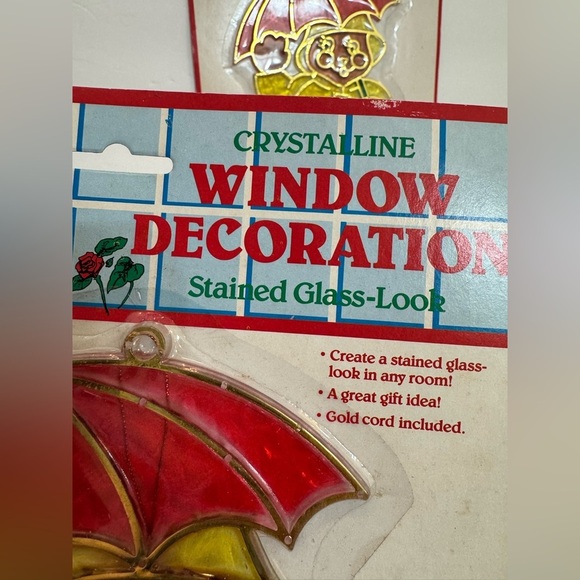 CRYSTALLINE
WINDOW
DECORATION
Stained Glass-Look
• Create a stained glass-
look in any room!
• A great gift idea!
• Gold cord included.